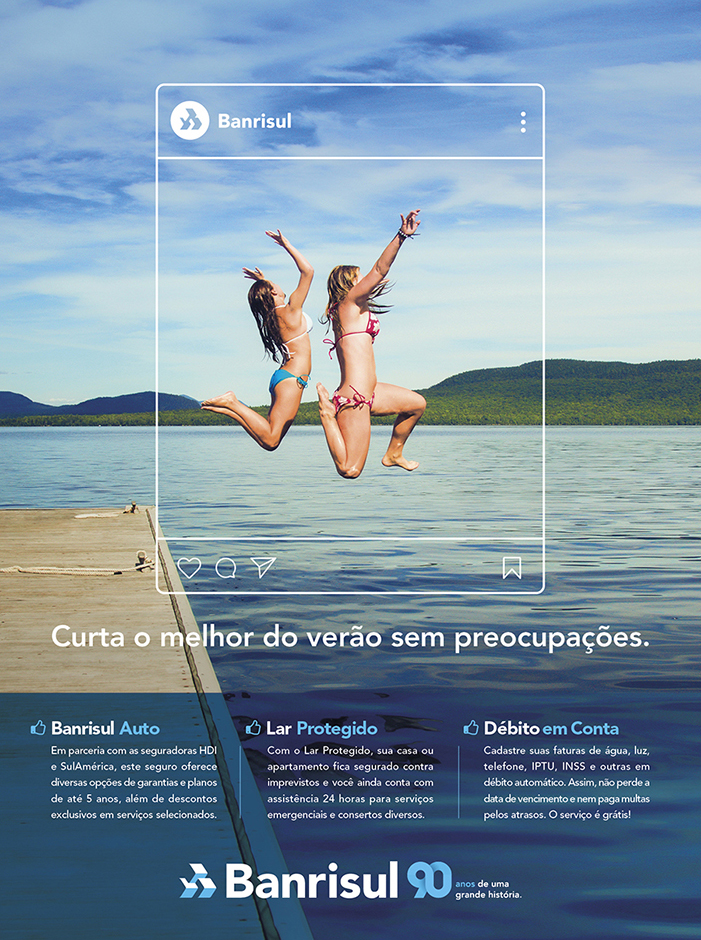 Banrisul
Curta o melhor do verão sem preocupações.
Banrisul Auto
Em parceria com as seguradoras HDI
e SulAmérica, este seguro oferece
diversas opções de garantias e planos
de até 5 anos, além de descontos
exclusivos em serviços selecionados.
Lar Protegido
Com o Lar Protegido, sua casa ou
apartamento fica segurado contra
imprevistos e você ainda conta com
assistência 24 horas para serviços
emergenciais e consertos diversos.
Débito em Conta
Cadastre suas faturas de água, luz,
telefone, IPTU, INSS e outras em
débito automático. Assim, não perde a
data de vencimento e nem paga multas
pelos atrasos. O serviço é grátis!
Banrisul 90 anos de uma
grande história.